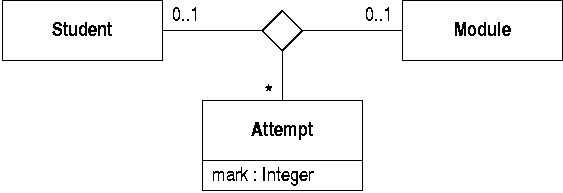 Student
0..1
0..1
Module
*
Attempt
mark : Integer